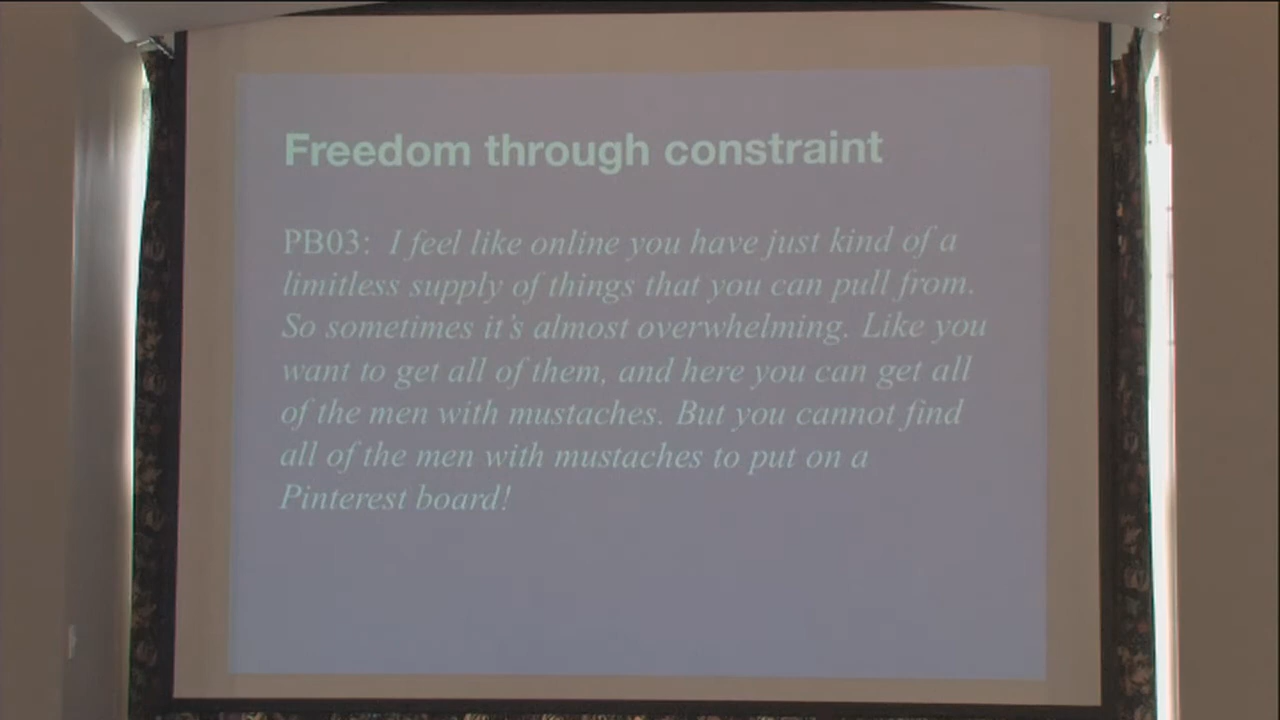 Freedom through constraint
PB03: I feel like online you have just kind of a
limitless supply of things that you can pull from.
So sometimes it's almost overwhelming. Like you
want to get all of them, and here you can get all
of the men with mustaches. But you cannot find
all of the men with mustaches to put on a
Pinterest board!